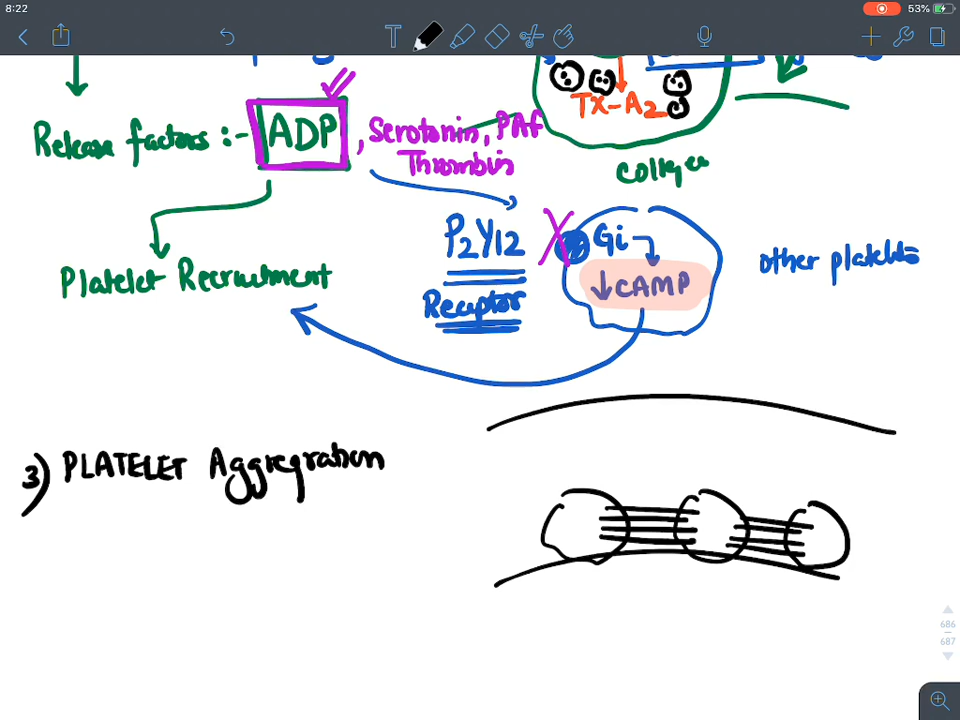 8:22
53%
T
TX-A2
Release factors :- ADP, Serotonin, PAF
Thrombin
collagen
P2Y12
Receptor
Gi
↓cAMP
other platelets
Platelet Recruitment
3) PLATELET Aggregration
686
687